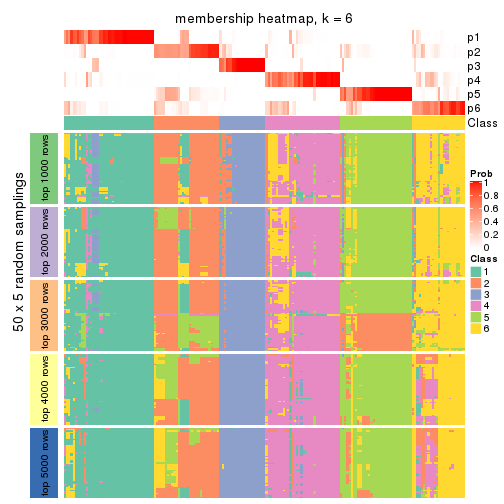 membership heatmap, k = 6
p1
p2
p3
p4
p5
p6
Class
50 x 5 random samplings
top 1000 rows
top 2000 rows
top 3000 rows
top 4000 rows
top 5000 rows
Prob
1
0.8
0.6
0.4
0.2
0
Class
1
2
3
4
5
6